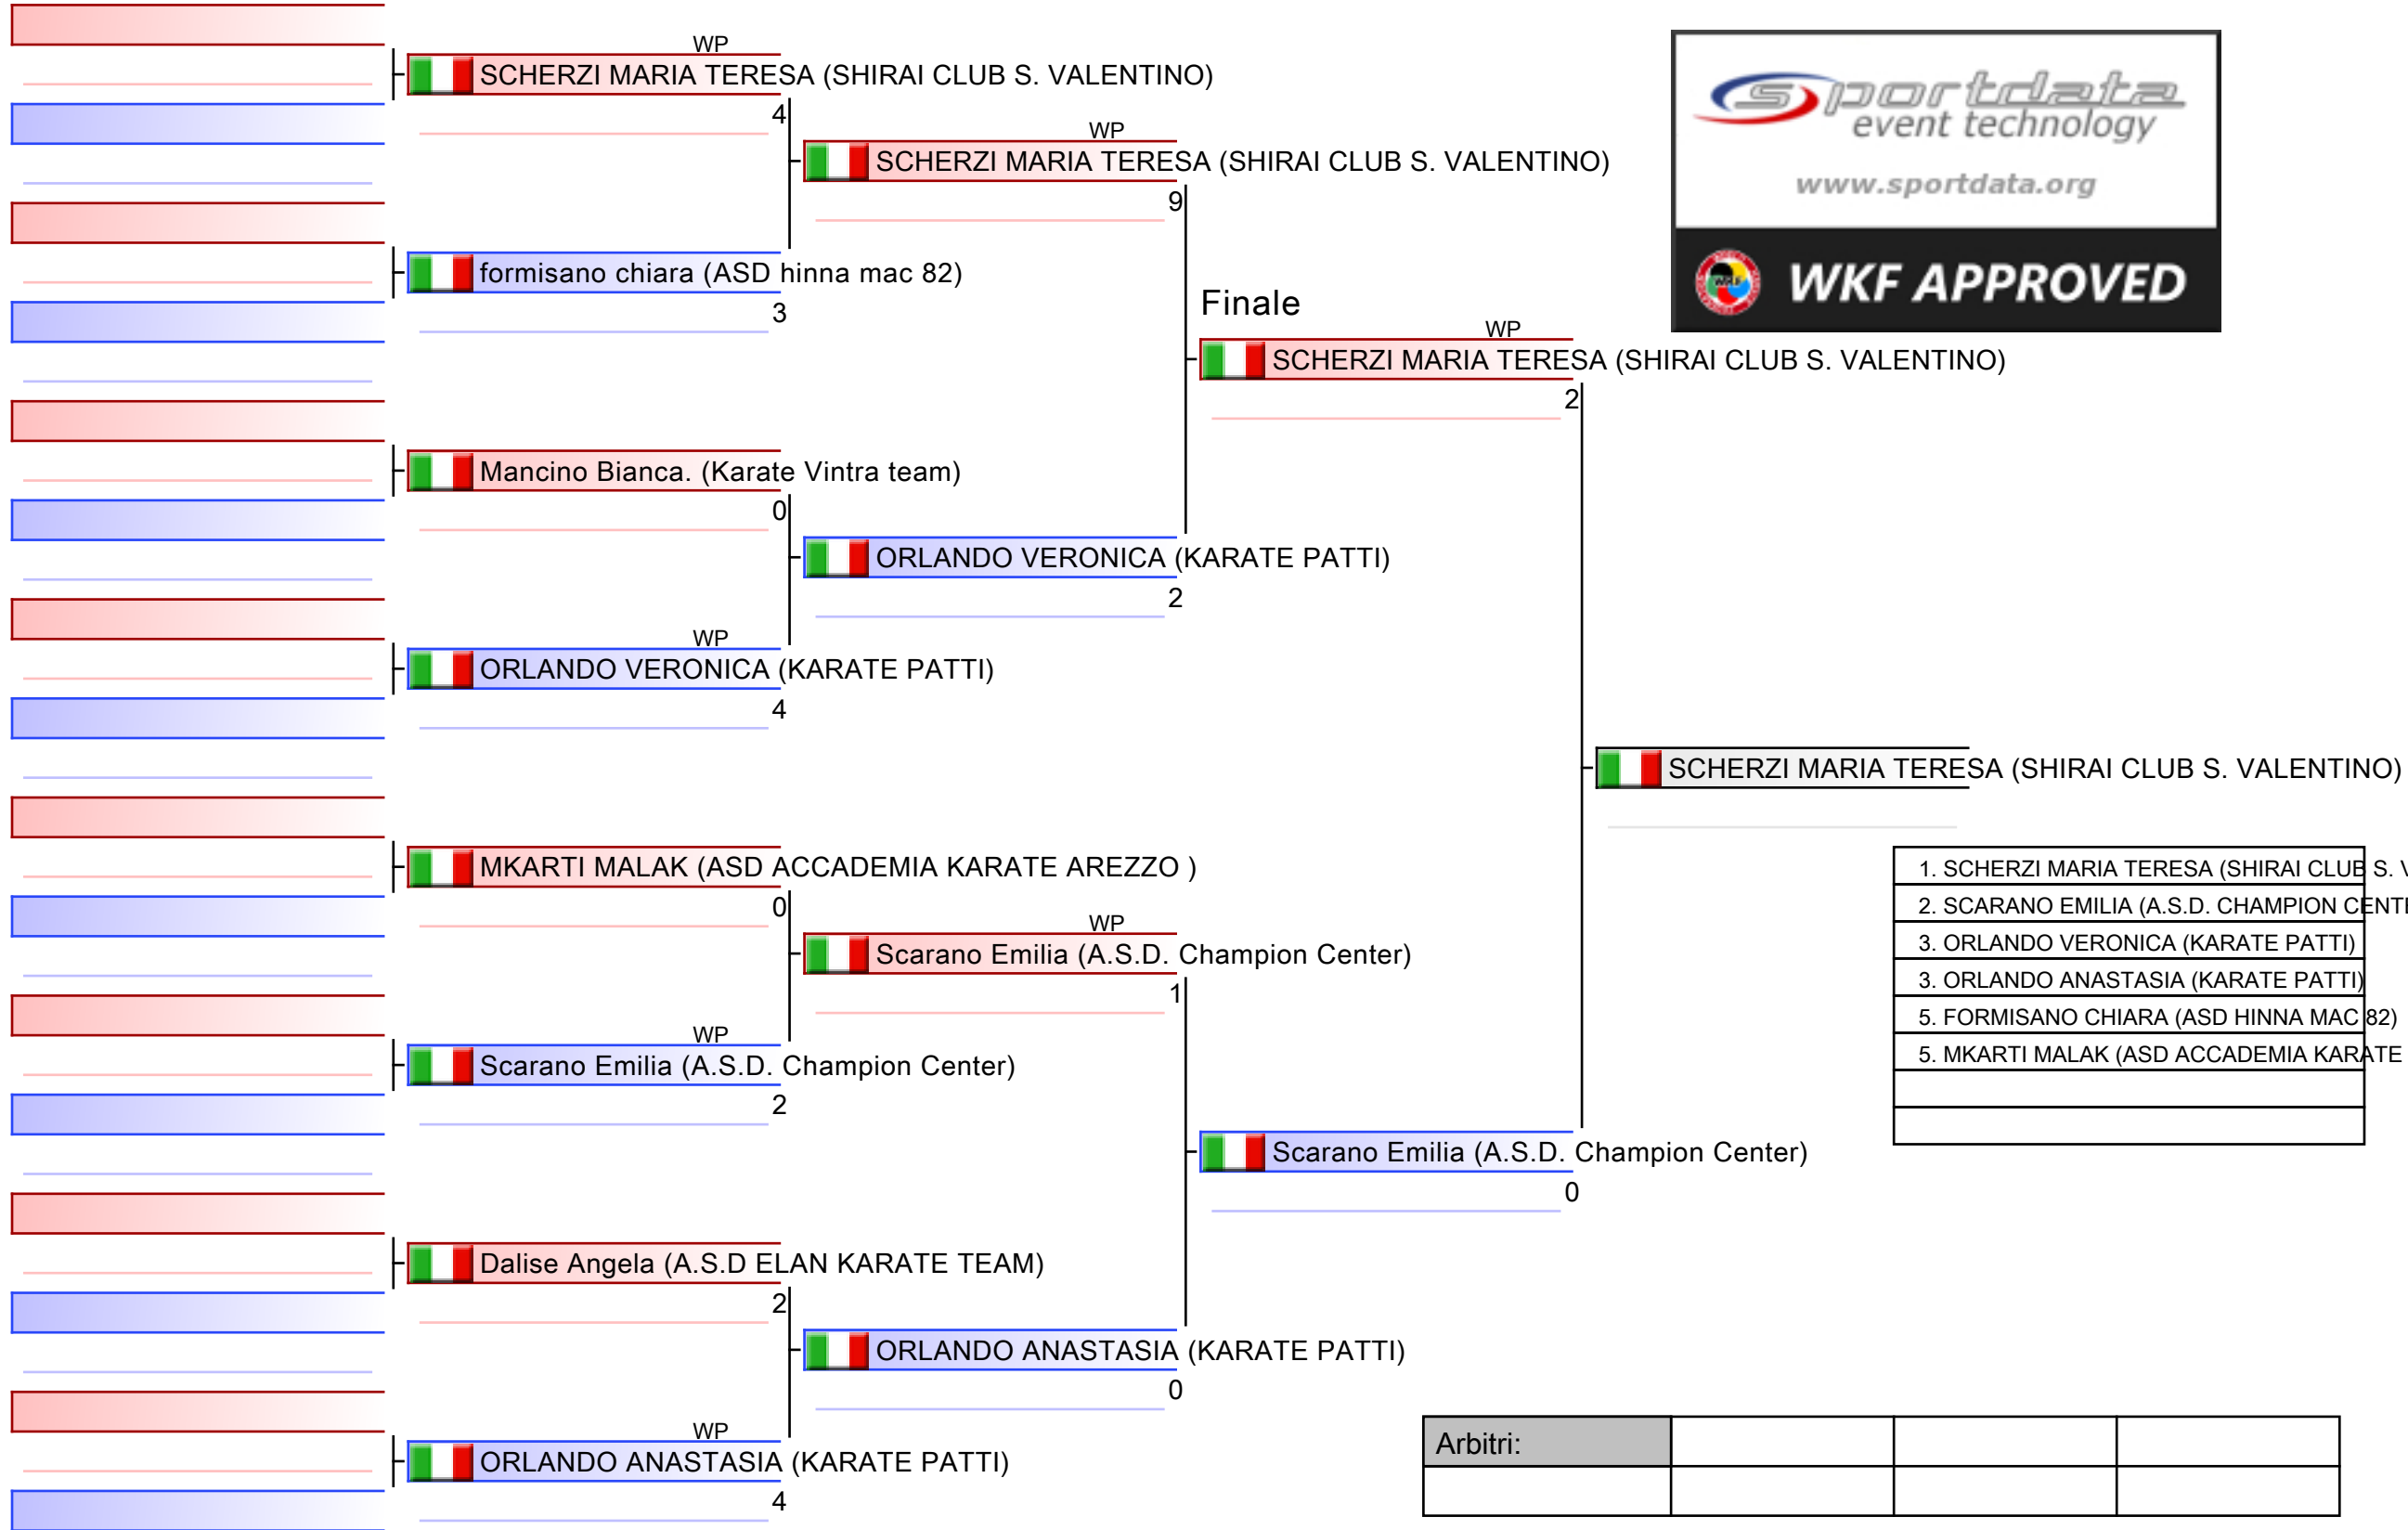 WP
SCHERZI MARIA TERESA (SHIRAI CLUB S. VALENTINO)
4
formisano chiara (ASD hinna mac 82)
3
Mancino Bianca. (Karate Vintra team)
0
WP
ORLANDO VERONICA (KARATE PATTI)
4
MKARTI MALAK (ASD ACCADEMIA KARATE AREZZO )
0
WP
Scarano Emilia (A.S.D. Champion Center)
2
Dalise Angela (A.S.D ELAN KARATE TEAM)
2
WP
ORLANDO ANASTASIA (KARATE PATTI)
4
WP
SCHERZI MARIA TERESA (SHIRAI CLUB S. VALENTINO)
9
ORLANDO VERONICA (KARATE PATTI)
2
WP
Scarano Emilia (A.S.D. Champion Center)
1
ORLANDO ANASTASIA (KARATE PATTI)
0
Finale
WP
SCHERZI MARIA TERESA (SHIRAI CLUB S. VALENTINO)
2
Scarano Emilia (A.S.D. Champion Center)
0
SCHERZI MARIA TERESA (SHIRAI CLUB S. VALENTINO)
sportdata
event technology
www.sportdata.org
WKF APPROVED
1. SCHERZI MARIA TERESA (SHIRAI CLUB S.
2. SCARANO EMILIA (A.S.D. CHAMPION
3. ORLANDO VERONICA (KARATE PATTI)
3. ORLANDO ANASTASIA (KARATE PATTI)
5. FORMISANO CHIARA (ASD HINNA MAC 82)
5. MKARTI MALAK (ASD ACCADEMIA KARATE
Arbitri: